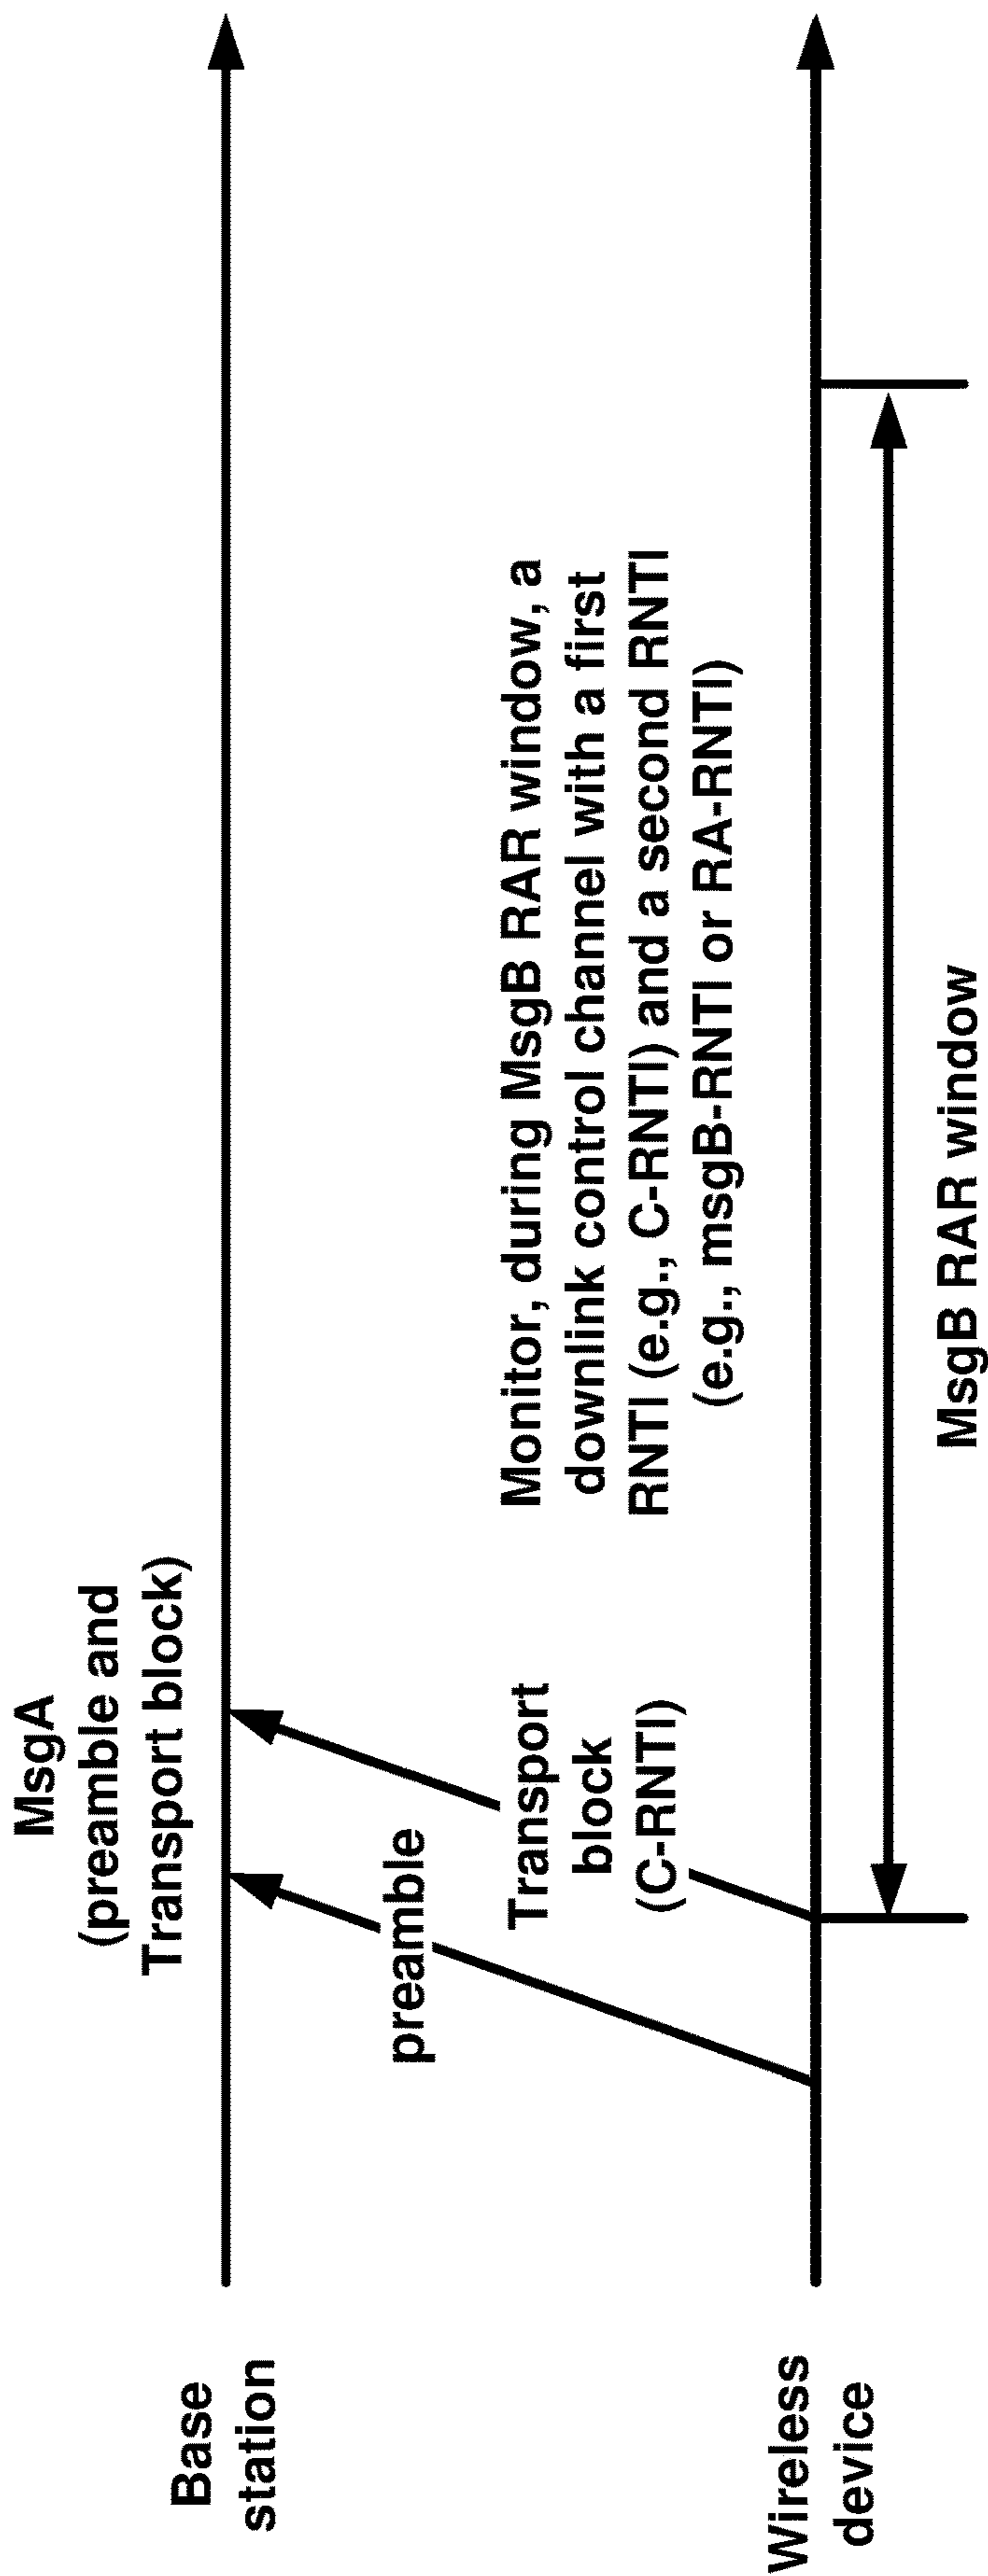 MsgA
(preamble and
Transport block)
Base
station
preamble
Transport
block
(C-RNTI)
Monitor, during MsgB RAR window, a
downlink control channel with a first
RNTI (e.g., C-RNTI) and a second RNTI
(e.g., msgB-RNTI or RA-RNTI)
Wireless
device
MsgB RAR window